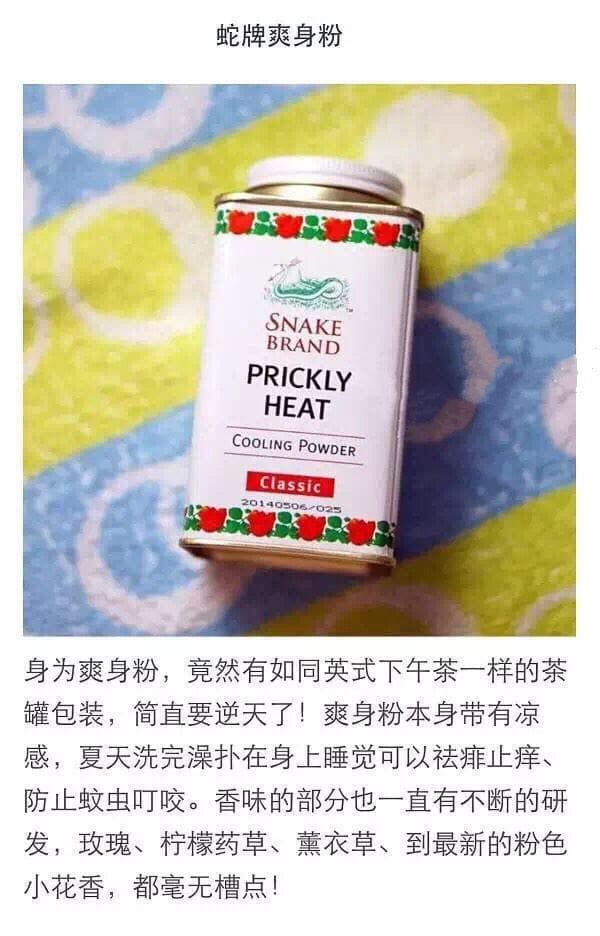 蛇牌爽身粉
SNAKE
BRAND
PRICKLY
HEAT
COOLING POWDER
Classic
20140506/025
身为爽身粉，竟然有如同英式下午茶一样的茶
罐包装，简直要逆天了！爽身粉本身带有凉
感，夏天洗完澡扑在身上睡觉可以祛痱止痒、
防止蚊虫叮咬。香味的部分也一直有不断的研
发，玫瑰、柠檬药草、薰衣草、到最新的粉色
小花香，都毫无槽点！